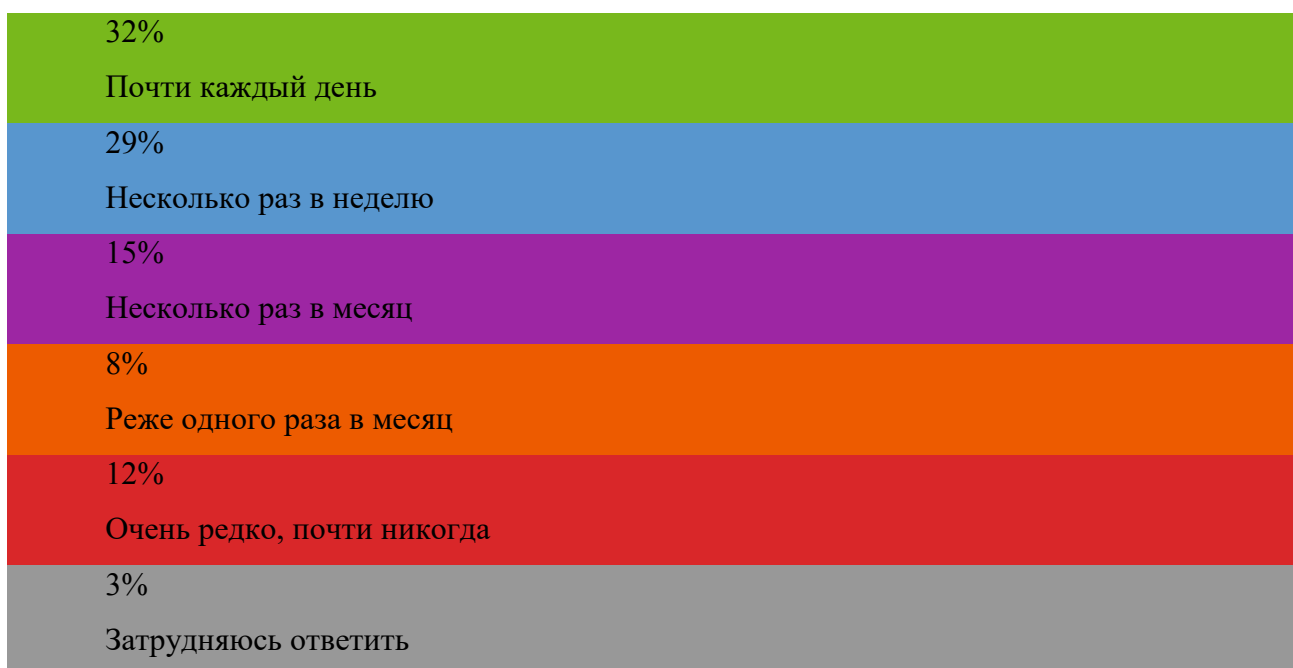 32%
Почти каждый день
29%
Несколько раз в неделю
15%
Несколько раз в месяц
8%
Реже одного раза в месяц
12%
Очень редко, почти никогда
3%
Затрудняюсь ответить